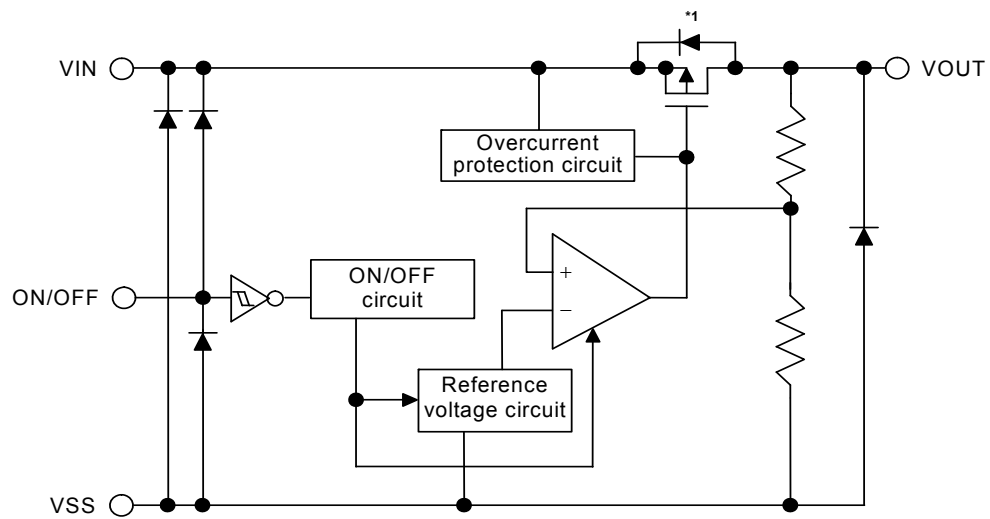 *1
VIN
VOUT
Overcurrent
protection circuit
+
−
ON/OFF
ON/OFF
circuit
Reference
voltage circuit
VSS